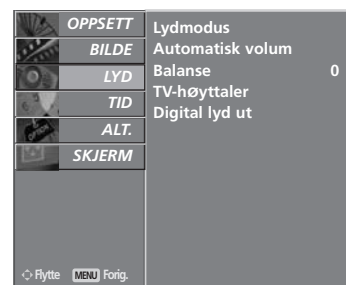 OPPSETT
BILDE
LYD
TID
ALT.
SKJERM
Lydmodus
Automatisk volum
Balanse 0
TV-høyttaler
Digital lyd ut
Flytte MENU Forig.